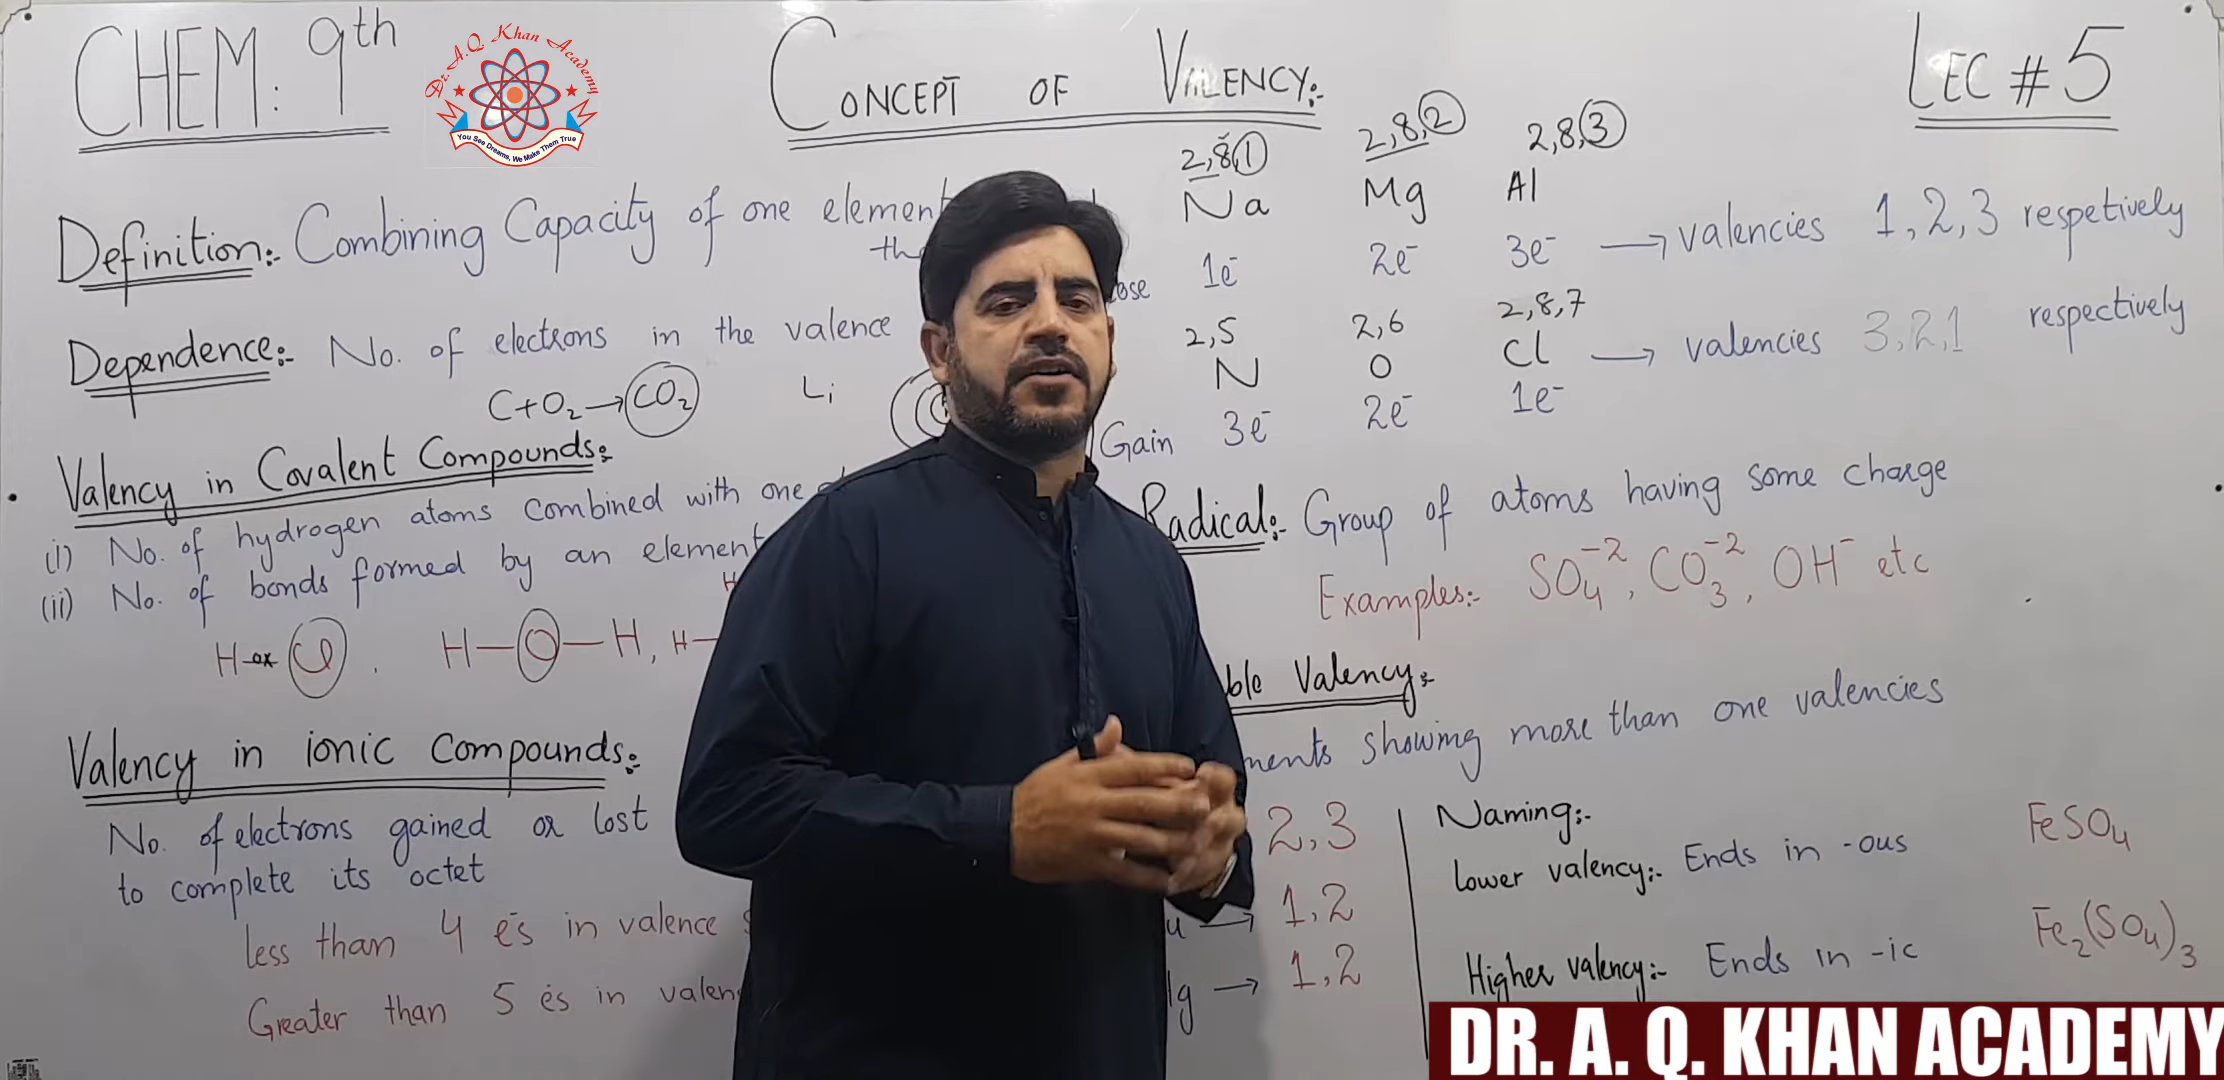 CHEM: 9th
Dr. A.Q Khan Academy
You See Dreams, We Make Them True
CONCEPT OF VALENCY:-
LEC # 5
Definition:- Combining Capacity of one element
Dependence:- No. of electrons in the valence
C+O2→CO2 Li
Valency in Covalent Compounds:-
(i) No. of hydrogen atoms combined with one
(ii) No. of bonds formed by an element
H Cl, H—O—H, H—
Valency in ionic compounds:-
No. of electrons gained or lost
to complete its octet
less than 4 es in valence
Greater than 5 es in
2,8,1 2,8,2 2,8,3
Na Mg Al
1e- 2e- 3e- → valencies 1,2,3 respetively
2,5 2,6 2,8,7
N O Cl → valencies 3,2,1 respectively
Gain 3e- 2e- 1e-
Radical:- Group of atoms having some charge
Examples:- SO4-2, CO3-2, OH- etc
Valency:-
showing more than one valencies
2,3
→ 1,2
→ 1,2
Naming:-
Lower valency:- Ends in -ous
FeSO4
Higher valency:- Ends in -ic
Fe2(SO4)3
DR. A. Q. KHAN ACADEMY